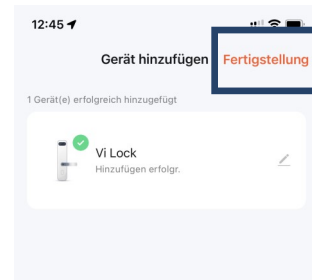 12:45
Gerät hinzufügen Fertigstellung
1 Gerät(e) erfolgreich hinzugefügt
Vi Lock
Hinzufügen erfolgr.